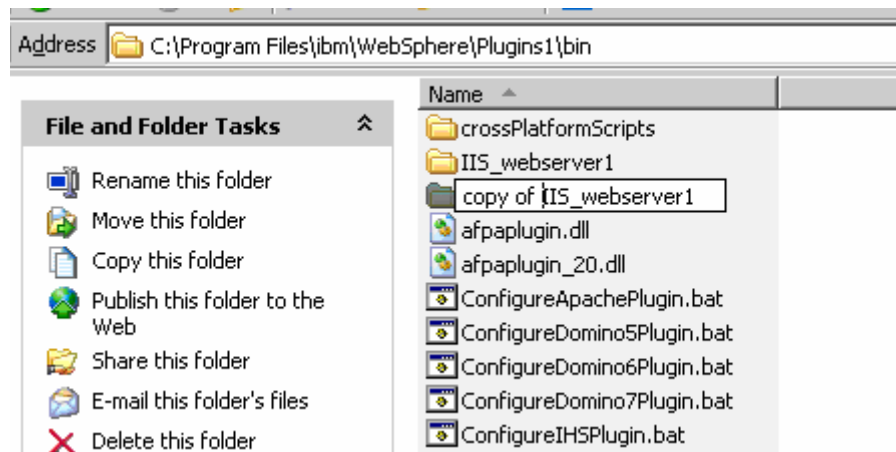 Address C:\Program Files\ibm\WebSphere\Plugins1\bin
Name
File and Folder Tasks
Rename this folder
Move this folder
Copy this folder
Publish this folder to the
Web
Share this folder
E-mail this folder's files
Delete this folder
crossPlatformScripts
IIS_webserver1
copy of IIS_webserver1
afpaplugin.dll
afpaplugin_20.dll
ConfigureApachePlugin.bat
ConfigureDomino5Plugin.bat
ConfigureDomino6Plugin.bat
ConfigureDomino7Plugin.bat
ConfigureIHSPlugin.bat